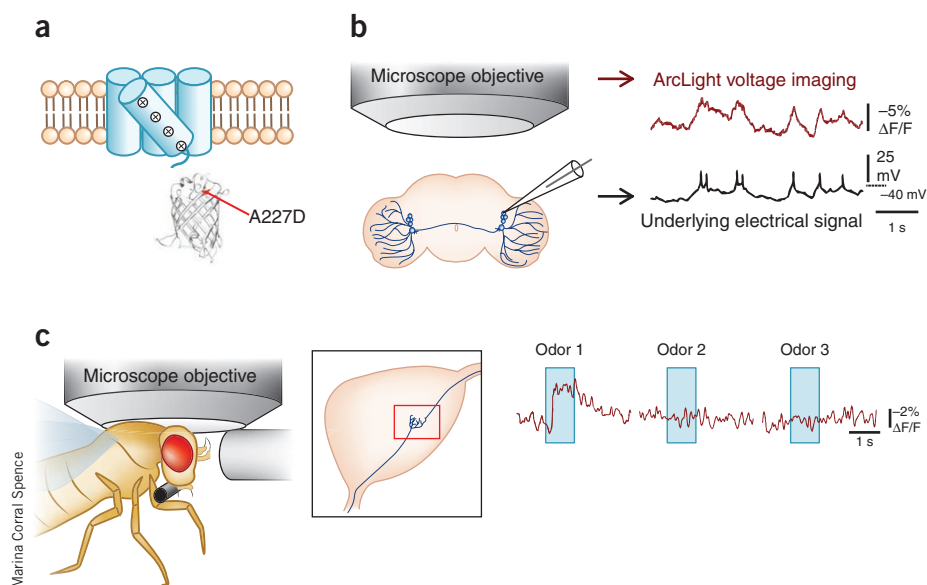 a
A227D
b
Microscope objective
ArcLight voltage imaging
–5%
ΔF/F
25
mV
–40 mV
Underlying electrical signal
1 s
c
Microscope objective
Odor 1
Odor 2
Odor 3
–2%
ΔF/F
1 s
Marina Corral Spence